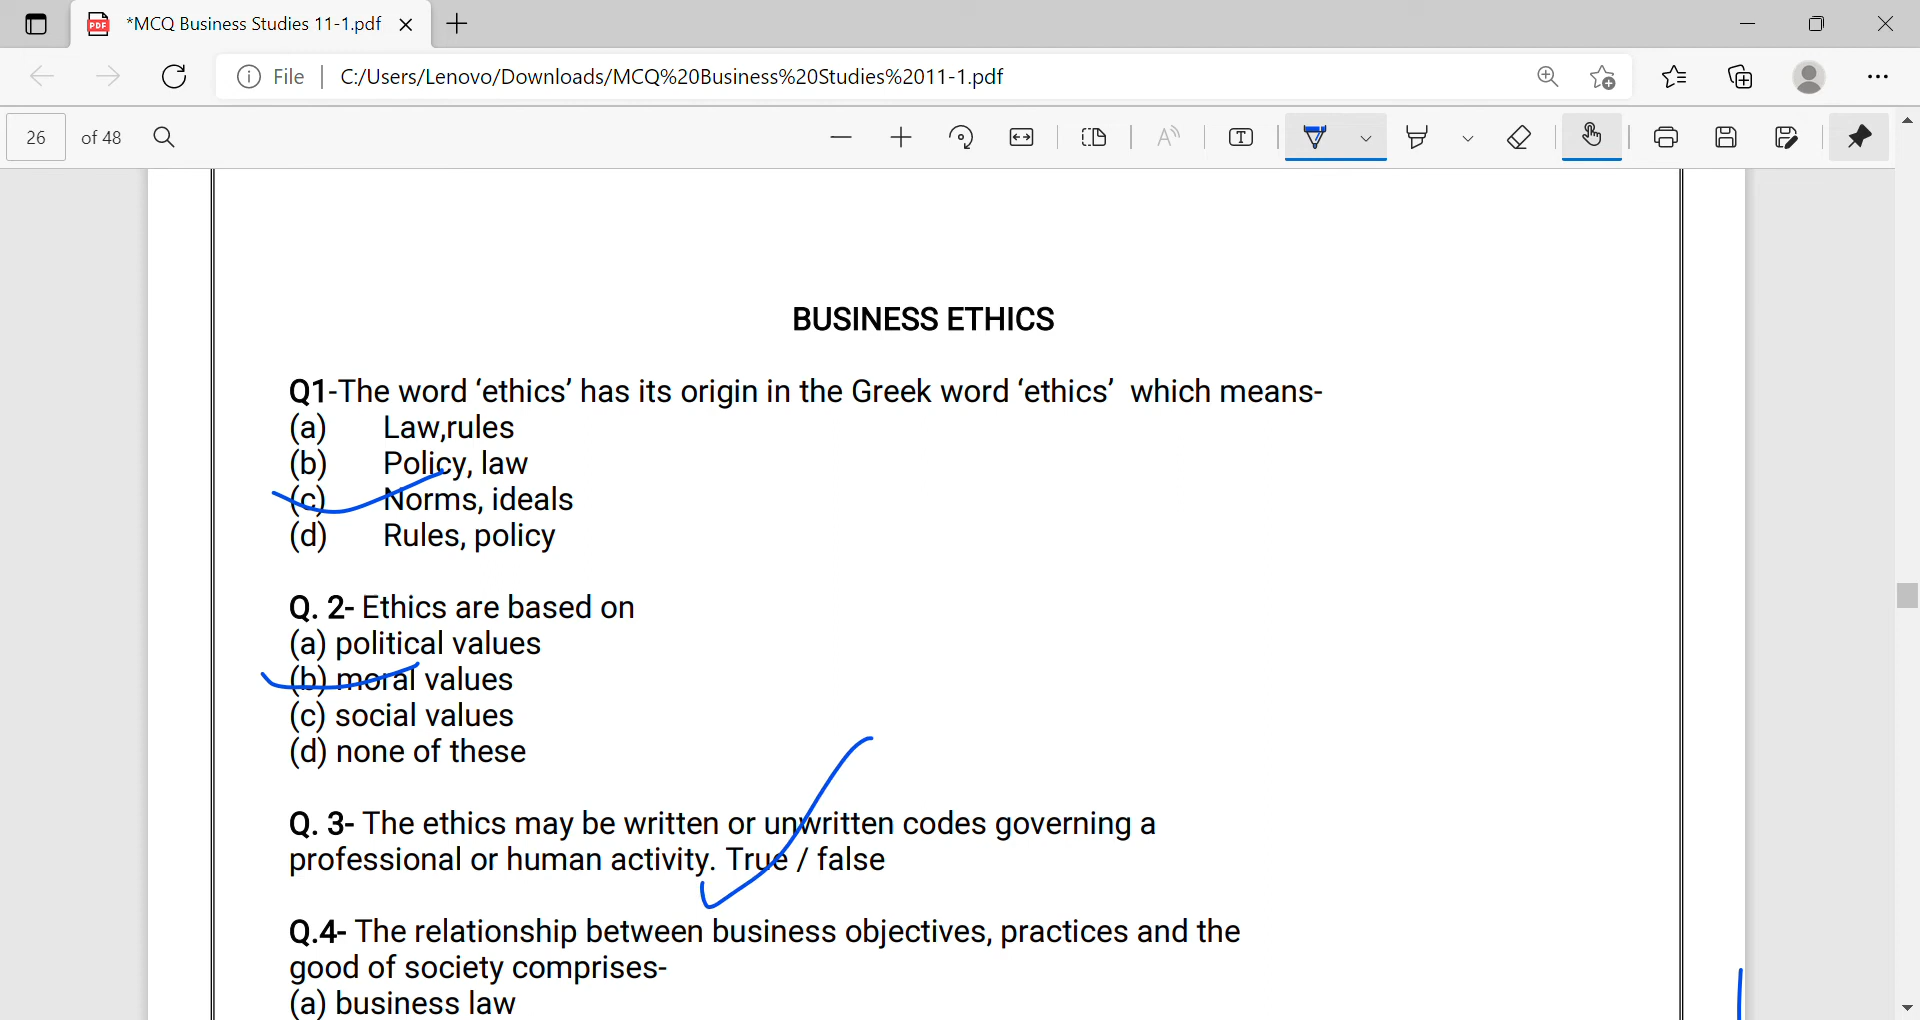 *MCQ Business Studies 11-1.pdf
File | C:/Users/Lenovo/Downloads/MCQ%20Business%20Studies%2011-1.pdf
26 of 48
BUSINESS ETHICS
Q1-The word ‘ethics’ has its origin in the Greek word ‘ethics’ which means-
(a) Law,rules
(b) Policy, law
(c) Norms, ideals
(d) Rules, policy
Q. 2- Ethics are based on
(a) political values
(b) moral values
(c) social values
(d) none of these
Q. 3- The ethics may be written or unwritten codes governing a
professional or human activity. True / false
Q.4- The relationship between business objectives, practices and the
good of society comprises-
(a) business law